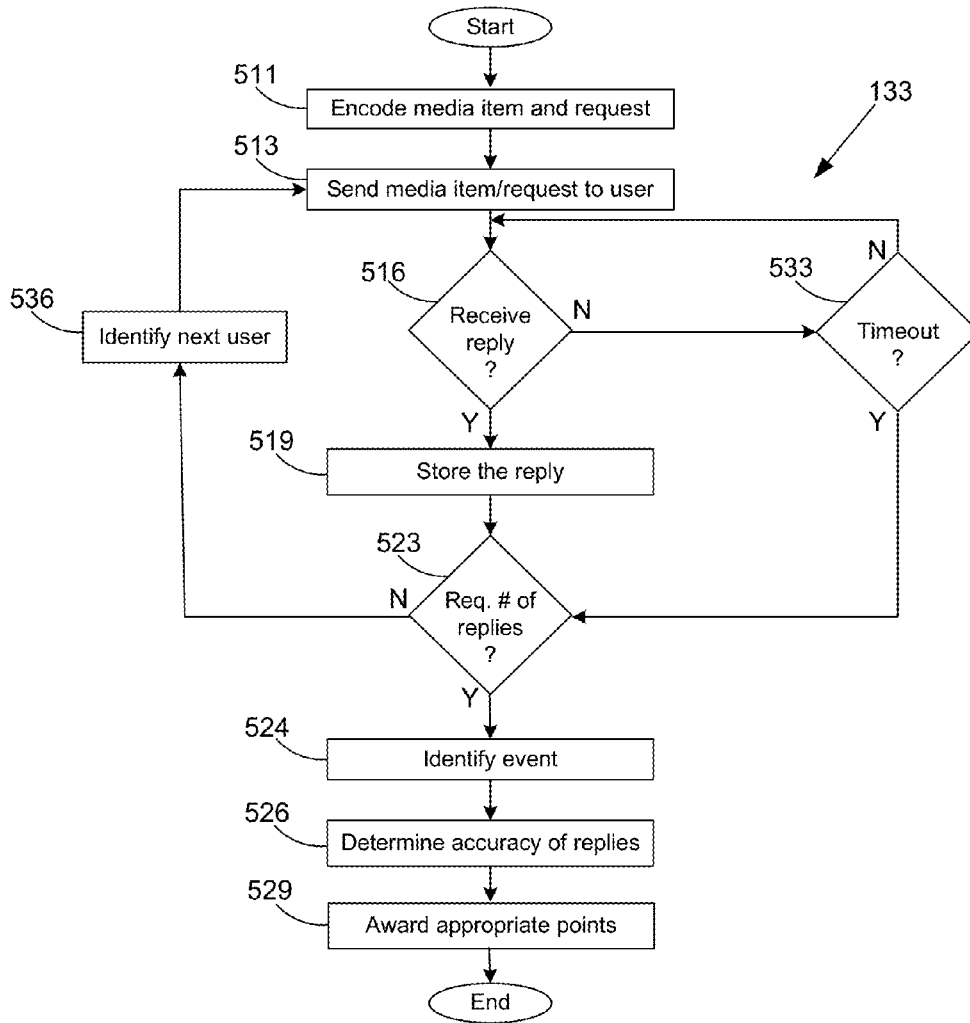 Start
511
Encode media item and request
133
513
Send media item/request to user
N
516
533
536
Receive
reply
?
N
Timeout
?
Identify next user
Y
Y
519
Store the reply
523
N
Req. # of
replies
?
Y
524
Identify event
526
Determine accuracy of replies
529
Award appropriate points
End